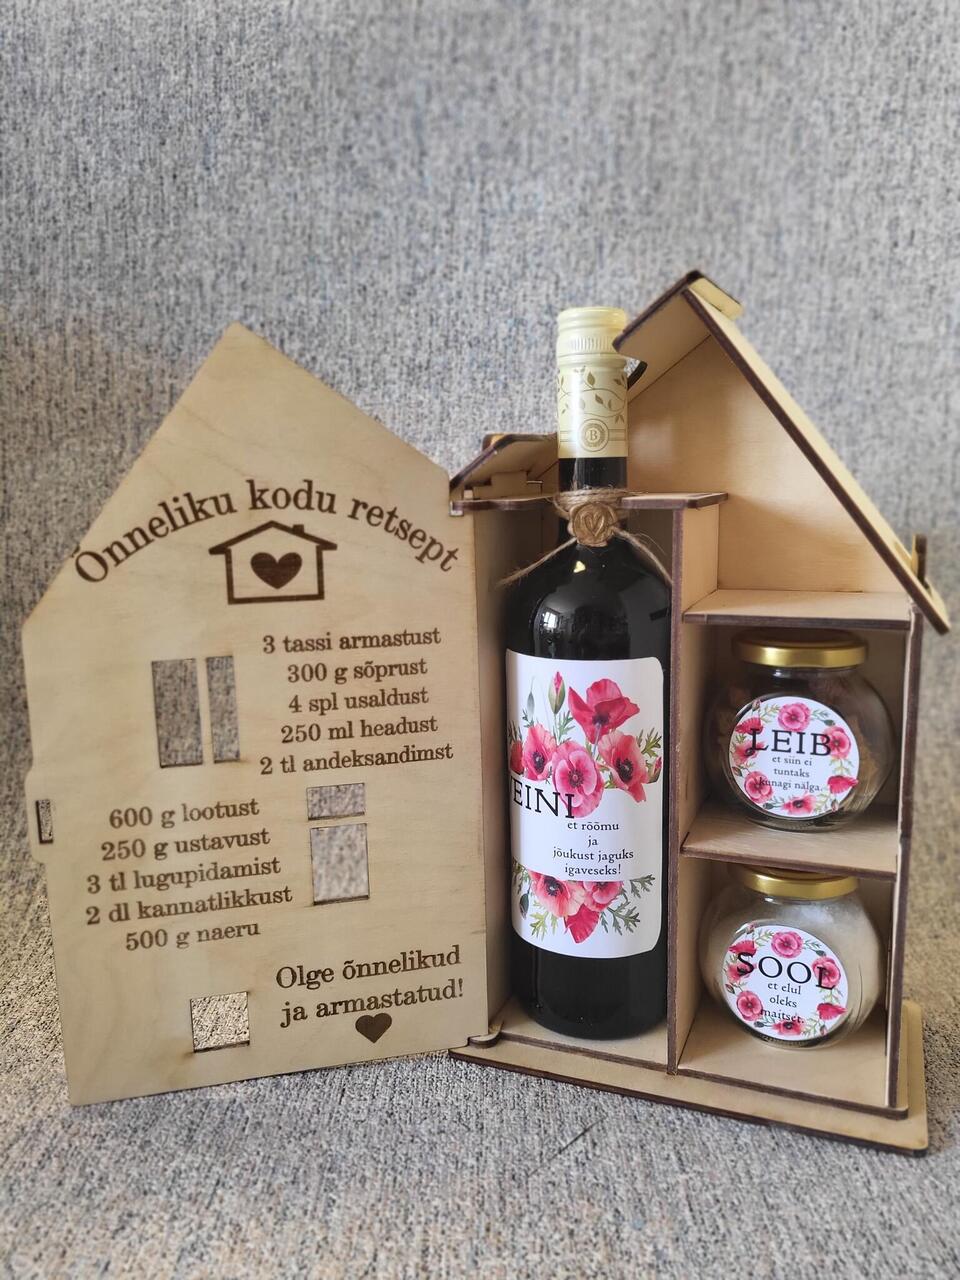 Õnneliku kodu retsept
3 tassi armastust
300 g sõprust
4 spl usaldust
250 ml headust
2 tl andeksandimst
600 g lootust
250 g ustavust
3 tl lugupidamist
2 dl kannatlikkust
500 g naeru
Olge õnnelikud
ja armastatud!
B
EINI
et rõõmu
ja
jõukust jaguks
igaveseks!
LEIB
et siin ei
tuntaks
kunagi nälga.
SOOL
et elul
oleks
maitset.